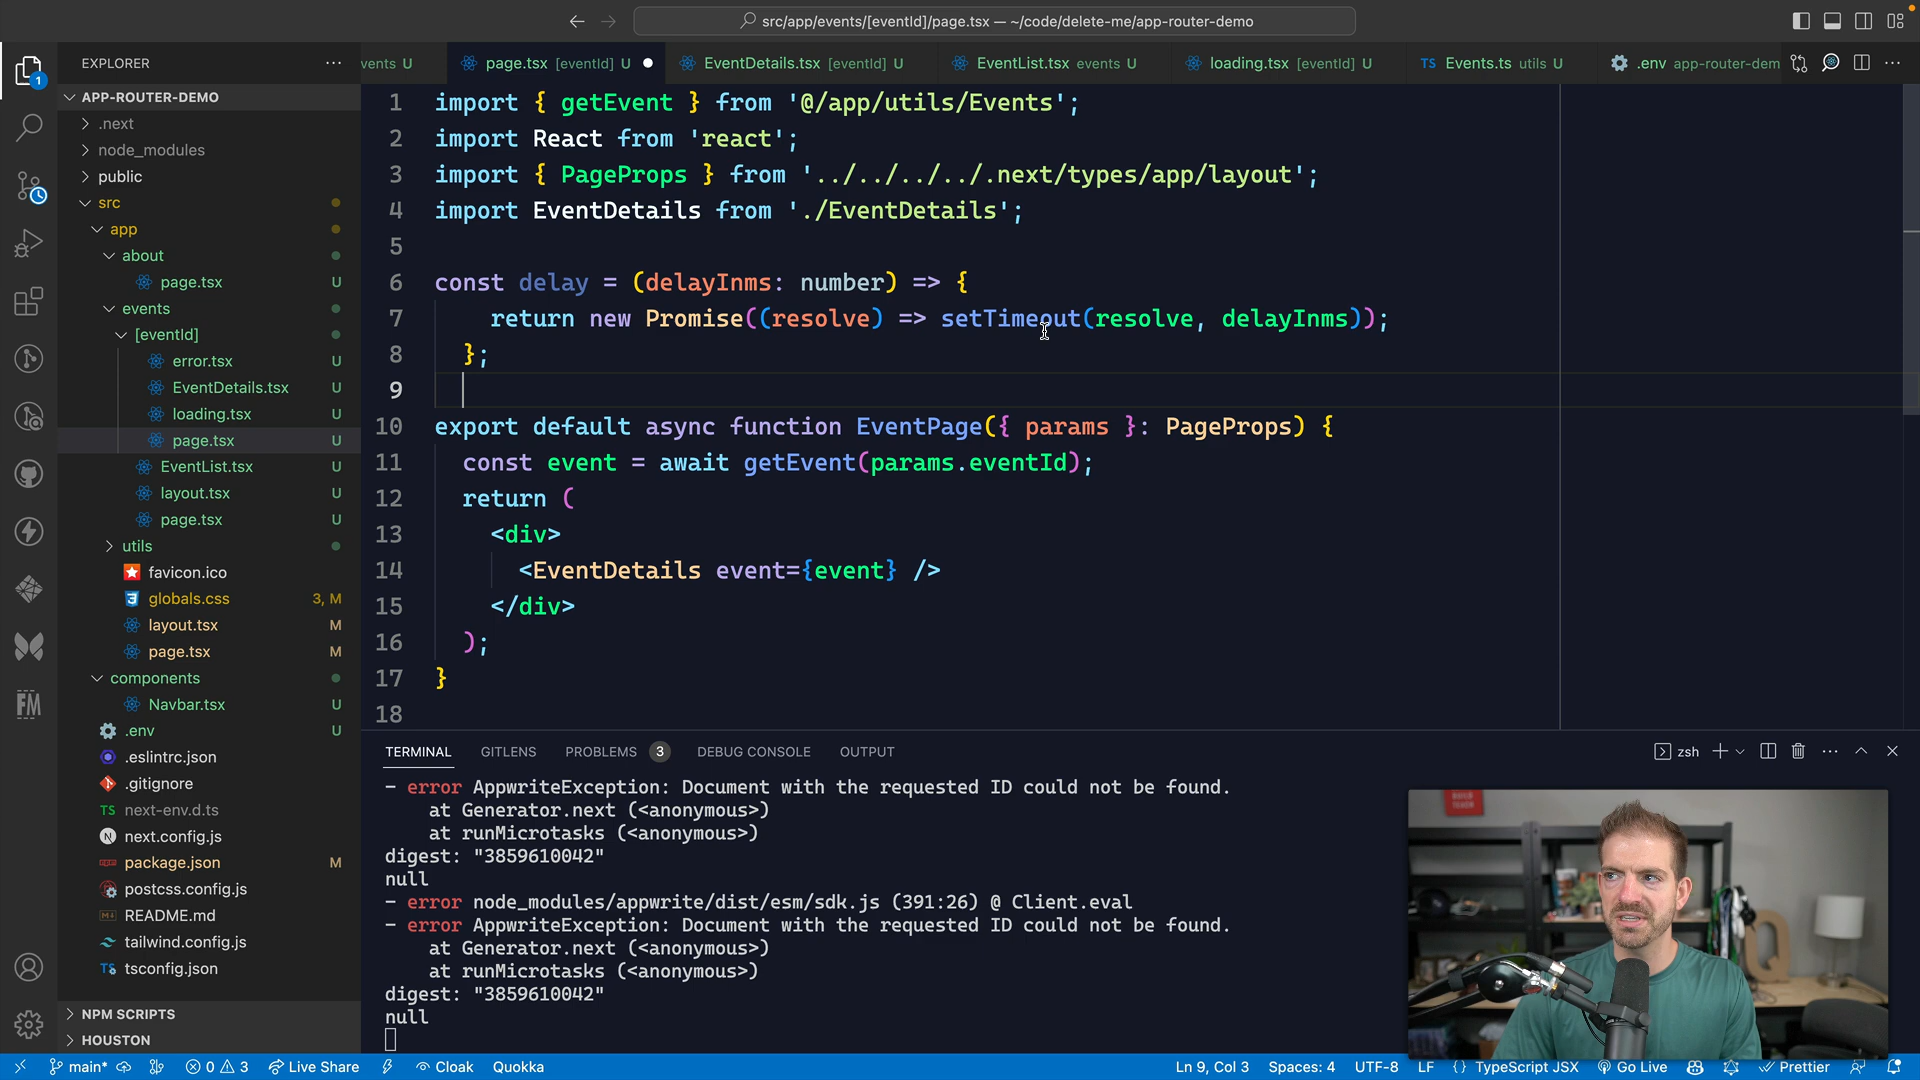 src/app/events/[eventId]/page.tsx — ~/code/delete-me/app-router-demo
EXPLORER
vents U
page.tsx [eventId] U
EventDetails.tsx [eventId] U
EventList.tsx events U
loading.tsx [eventId] U
TS Events.ts utils U
.env app-router-dem
1
APP-ROUTER-DEMO
.next
node_modules
public
src
app
about
page.tsx U
events
[eventId]
error.tsx U
EventDetails.tsx U
loading.tsx U
page.tsx U
EventList.tsx U
layout.tsx U
page.tsx U
utils
favicon.ico
globals.css 3, M
layout.tsx M
page.tsx M
components
Navbar.tsx U
.env U
.eslintrc.json
.gitignore
TS next-env.d.ts
N next.config.js
package.json M
postcss.config.js
README.md
tailwind.config.js
TS tsconfig.json
NPM SCRIPTS
HOUSTON
FM
1 import { getEvent } from '@/app/utils/Events';
2 import React from 'react';
3 import { PageProps } from '../../../../.next/types/app/layout';
4 import EventDetails from './EventDetails';
5
6 const delay = (delayInms: number) => {
7 return new Promise((resolve) => setTimeout(resolve, delayInms));
8 };
9
10 export default async function EventPage({ params }: PageProps) {
11 const event = await getEvent(params.eventId);
12 return (
13 <div>
14 <EventDetails event={event} />
15 </div>
16 );
17 }
18
TERMINAL GITLENS PROBLEMS 3 DEBUG CONSOLE OUTPUT
zsh
- error AppwriteException: Document with the requested ID could not be found.
at Generator.next (<anonymous>)
at runMicrotasks (<anonymous>)
digest: "3859610042"
null
- error node_modules/appwrite/dist/esm/sdk.js (391:26) @ Client.eval
- error AppwriteException: Document with the requested ID could not be found.
at Generator.next (<anonymous>)
at runMicrotasks (<anonymous>)
digest: "3859610042"
null
main* 0 3 Live Share Cloak Quokka
Ln 9, Col 3 Spaces: 4 UTF-8 LF {} TypeScript JSX Go Live Prettier